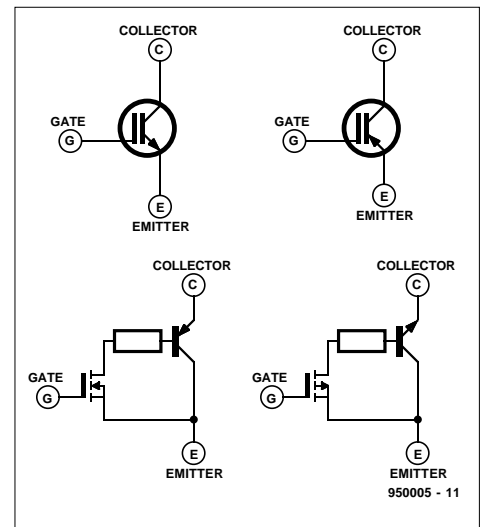 COLLECTOR
C
GATE
G
E
EMITTER
COLLECTOR
C
GATE
G
E
EMITTER
COLLECTOR
C
GATE
G
E
EMITTER
COLLECTOR
C
GATE
G
E
EMITTER
950005 - 11